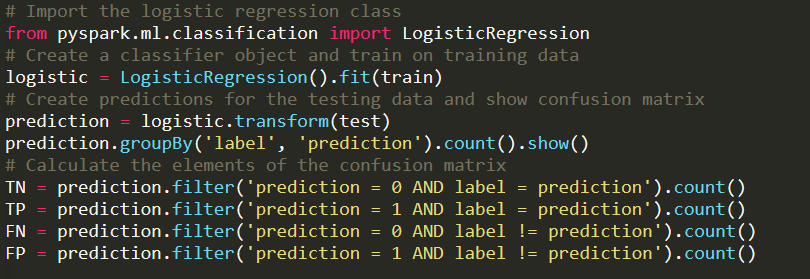 # Import the logistic regression class
from pyspark.ml.classification import LogisticRegression
# Create a classifier object and train on training data
logistic = LogisticRegression().fit(train)
# Create predictions for the testing data and show confusion matrix
prediction = logistic.transform(test)
prediction.groupBy('label', 'prediction').count().show()
# Calculate the elements of the confusion matrix
TN = prediction.filter('prediction = 0 AND label = prediction').count()
TP = prediction.filter('prediction = 1 AND label = prediction').count()
FN = prediction.filter('prediction = 0 AND label != prediction').count()
FP = prediction.filter('prediction = 1 AND label != prediction').count()